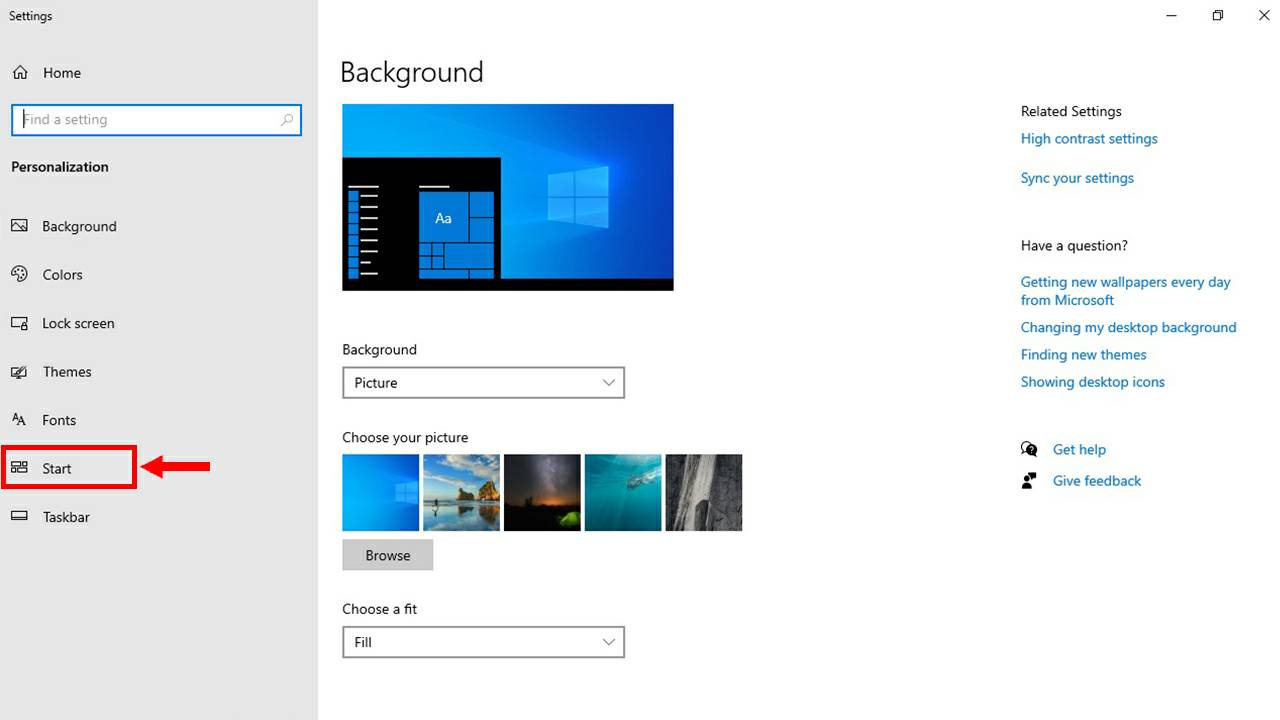 Settings
Home
Find a setting
Personalization
Background
Colors
Lock screen
Themes
Fonts
Start
Taskbar
Background
Aa
Background
Picture
Choose your picture
Browse
Choose a fit
Fill
Related Settings
High contrast settings
Sync your settings
Have a question?
Getting new wallpapers every day
from Microsoft
Changing my desktop background
Finding new themes
Showing desktop icons
Get help
Give feedback